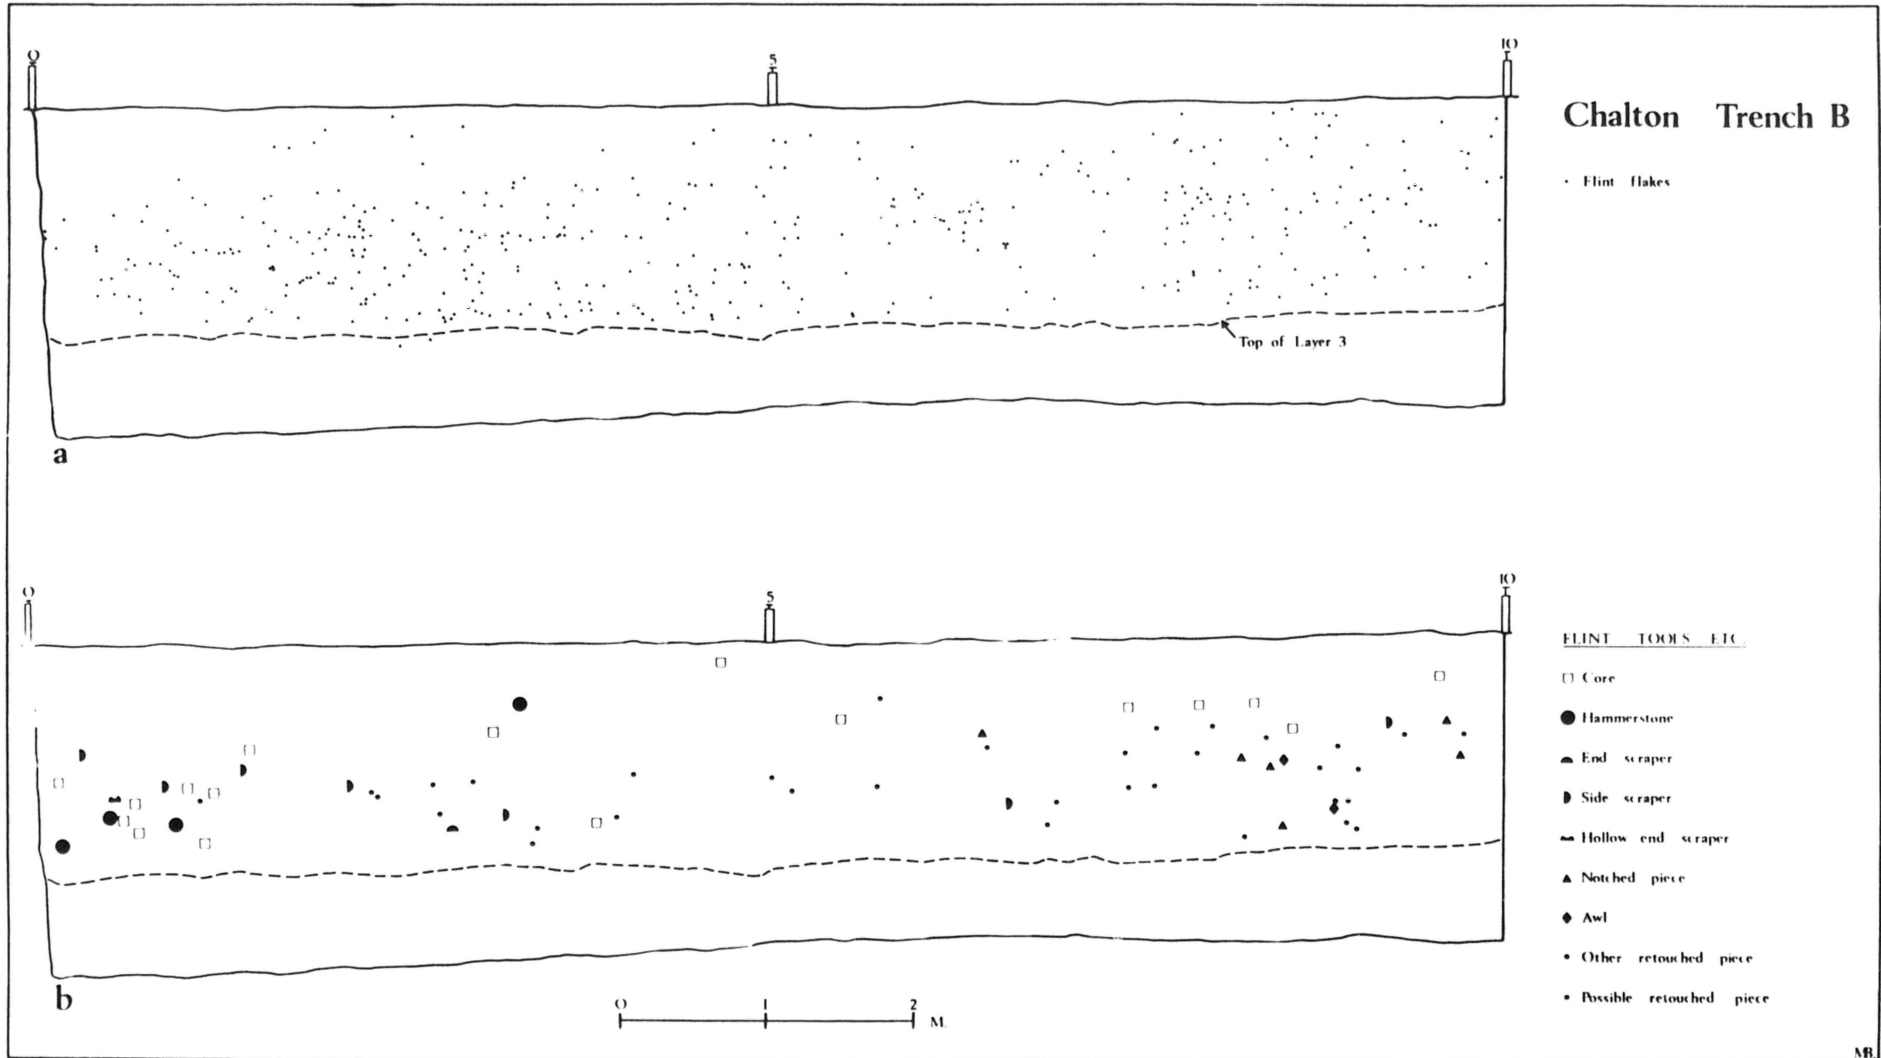 0
5
10
Chalton Trench B
Flint flakes
Top of Layer 3
a
0
5
10
FLINT TOOLS ETC.
Core
Hammerstone
End scraper
Side scraper
Hollow end scraper
Notched piece
Awl
Other retouched piece
Possible retouched piece
b
0 1 2 M.
MB.